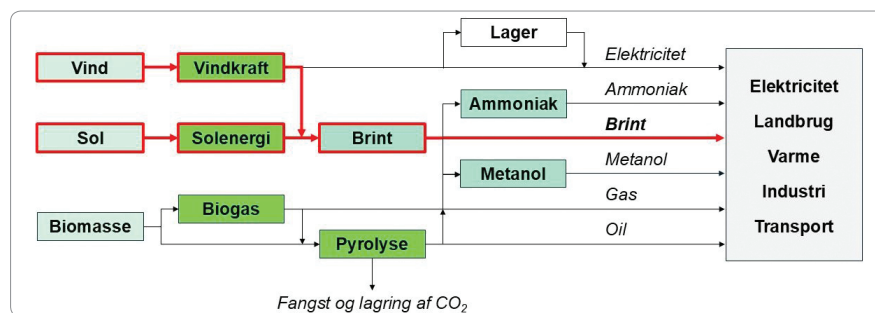 Lager
Elektricitet
Vind
Vindkraft
Ammoniak
Ammoniak
Sol
Solenergi
Brint
Brint
Metanol
Metanol
Biomasse
Biogas
Gas
Pyrolyse
Oil
Fangst og lagring af CO₂
Elektricitet
Landbrug
Varme
Industri
Transport